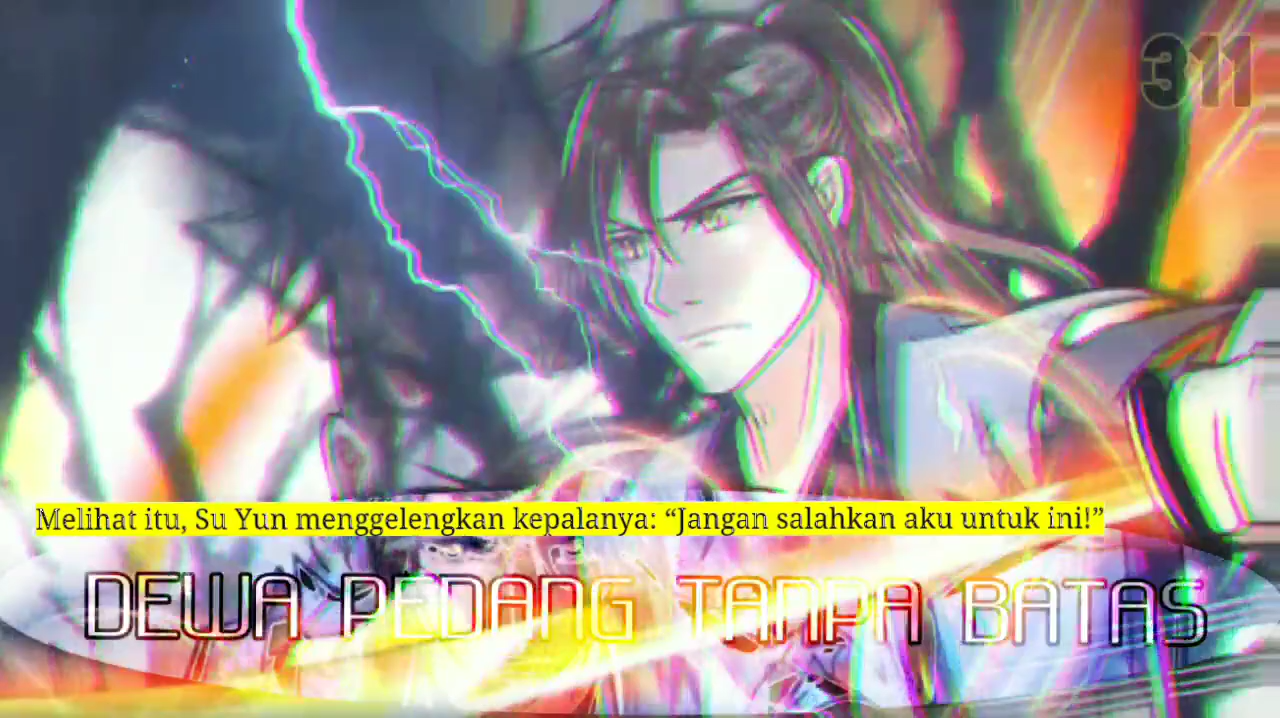 311
Melihat itu, Su Yun menggelengkan kepalanya: “Jangan salahkan aku untuk ini!”
DEWA PEDANG TANPA BATAS